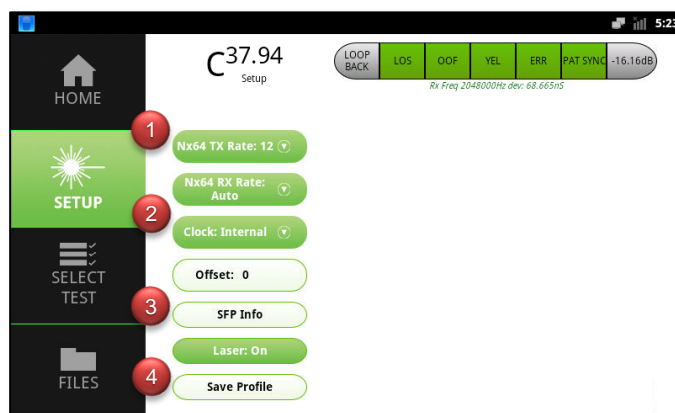 5:23
HOME
SETUP
SELECT
TEST
FILES
C37.94
Setup
LOOP
BACK
LOS
OOF
YEL
ERR
PAT SYNC
-16.16dB
Rx Freq 2048000Hz dev: 68.665nS
1
Nx64 TX Rate: 12
Nx64 RX Rate:
Auto
2
Clock: Internal
Offset: 0
3
SFP Info
Laser: On
4
Save Profile